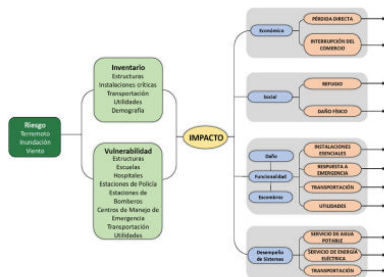 Riesgo
Terremoto
Inundación
Viento
Inventario
Estructuras
Instalaciones críticas
Transportación
Utilidades
Demografía
Vulnerabilidad
Estructuras
Escuelas
Hospitales
Estaciones de Policía
Estaciones de
Bomberos
Centros de Manejo de
Emergencia
Transportación
Utilidades
IMPACTO
Económico
PÉRDIDA DIRECTA
INTERRUPCIÓN DEL
COMERCIO
Social
REFUGIO
DAÑO FÍSICO
Daño
Funcionalidad
Escombros
INSTALACIONES
ESENCIALES
RESPUESTA A
EMERGENCIA
TRANSPORTACIÓN
UTILIDADES
Desempeño
de Sistemas
SERVICIO DE AGUA
POTABLE
SERVICIO DE ENERGÍA
ELÉCTRICA
TRANSPORTACIÓN